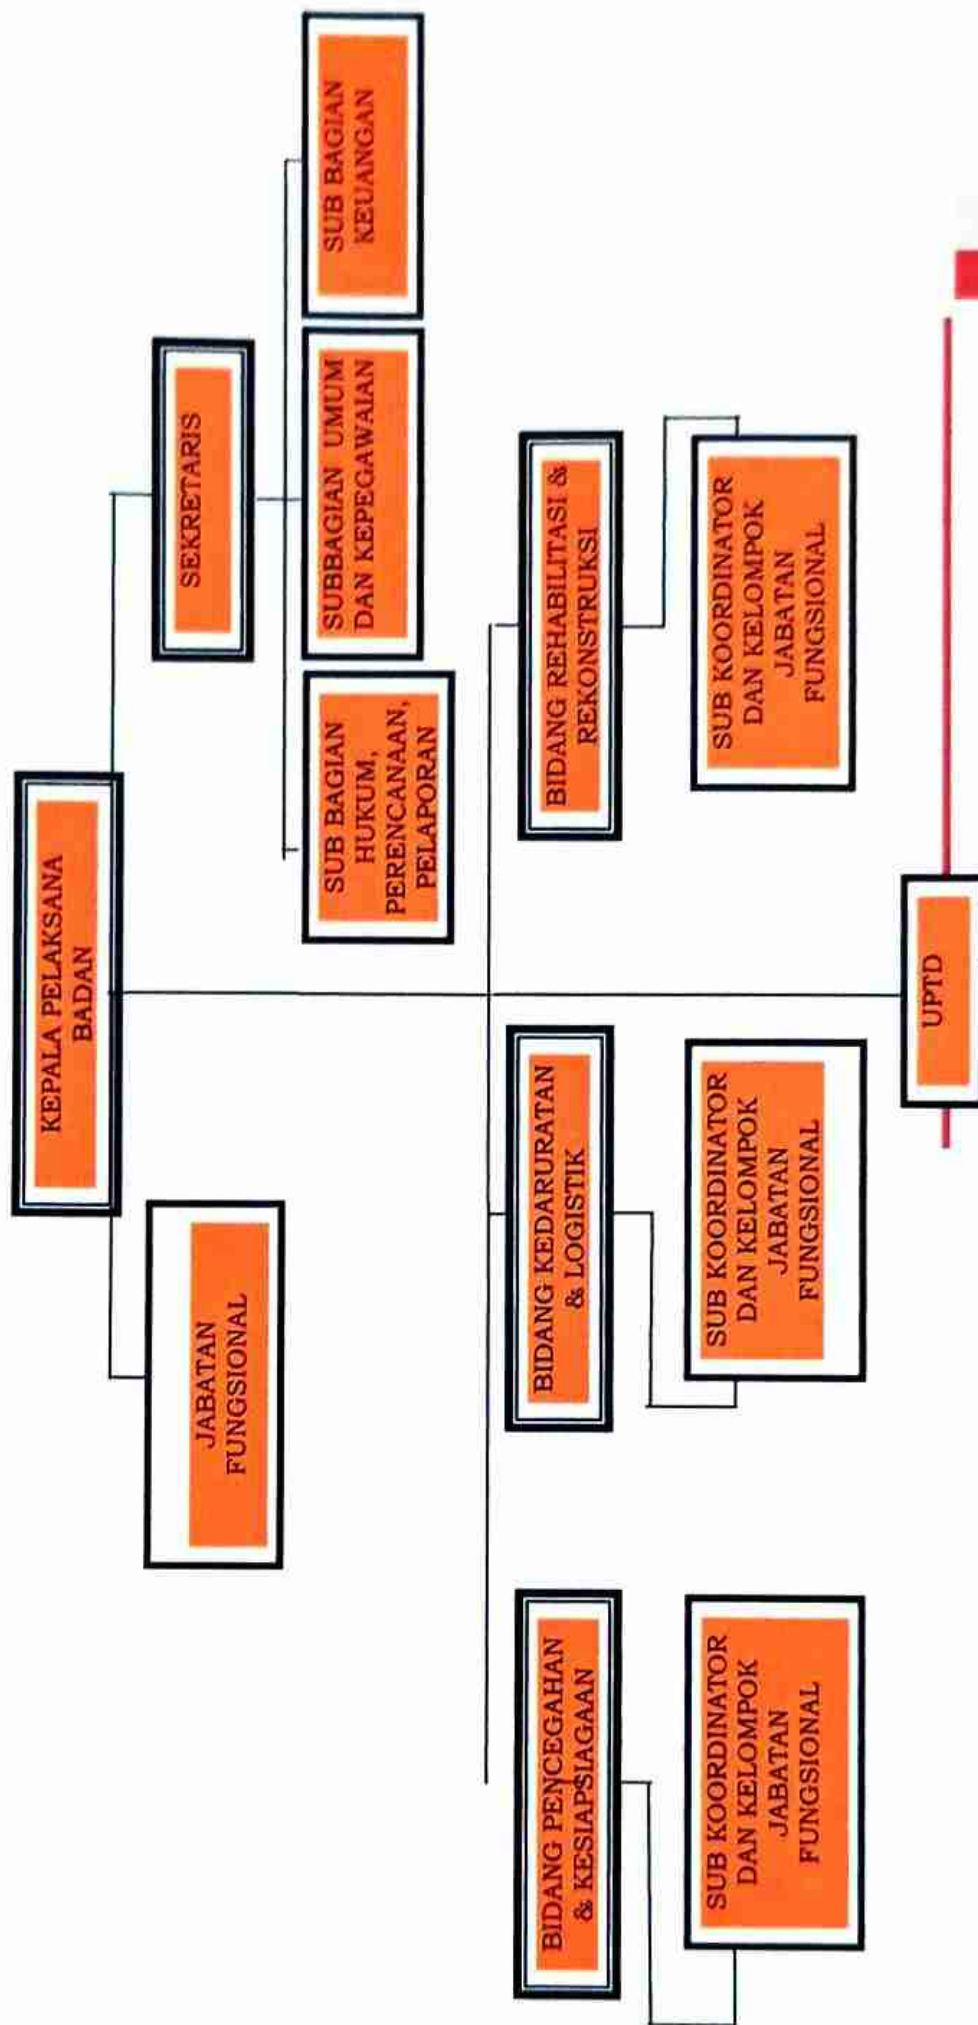 KEPALA PELAKSANA
BADAN
JABATAN
FUNGSIONAL
SEKRETARIS
SUB BAGIAN
HUKUM,
PERENCANAAN,
PELAPORAN
SUBBAGIAN UMUM
DAN KEPEGAWAIAN
SUB BAGIAN
KEUANGAN
BIDANG PENCEGAHAN
& KESIAPSIAGAAN
BIDANG KEDARURATAN
& LOGISTIK
BIDANG REHABILITASI &
REKONSTRUKSI
SUB KOORDINATOR
DAN KELOMPOK
JABATAN
FUNGSIONAL
SUB KOORDINATOR
DAN KELOMPOK
JABATAN
FUNGSIONAL
SUB KOORDINATOR
DAN KELOMPOK
JABATAN
FUNGSIONAL
UPTD